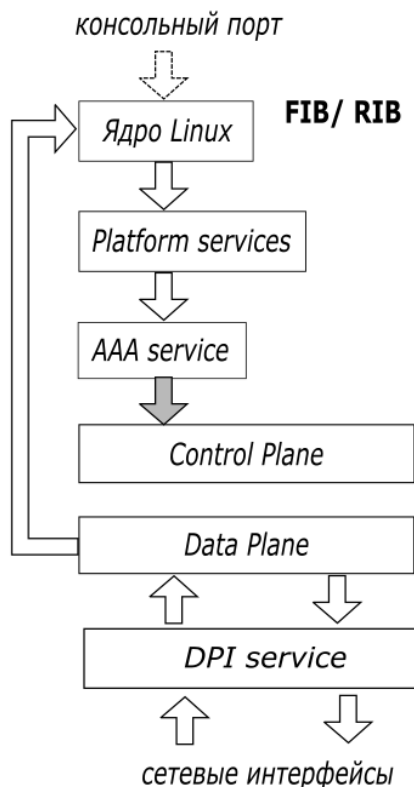 консольный порт
Ядро Linux
FIB/ RIB
Platform services
AAA service
Control Plane
Data Plane
DPI service
сетевые интерфейсы